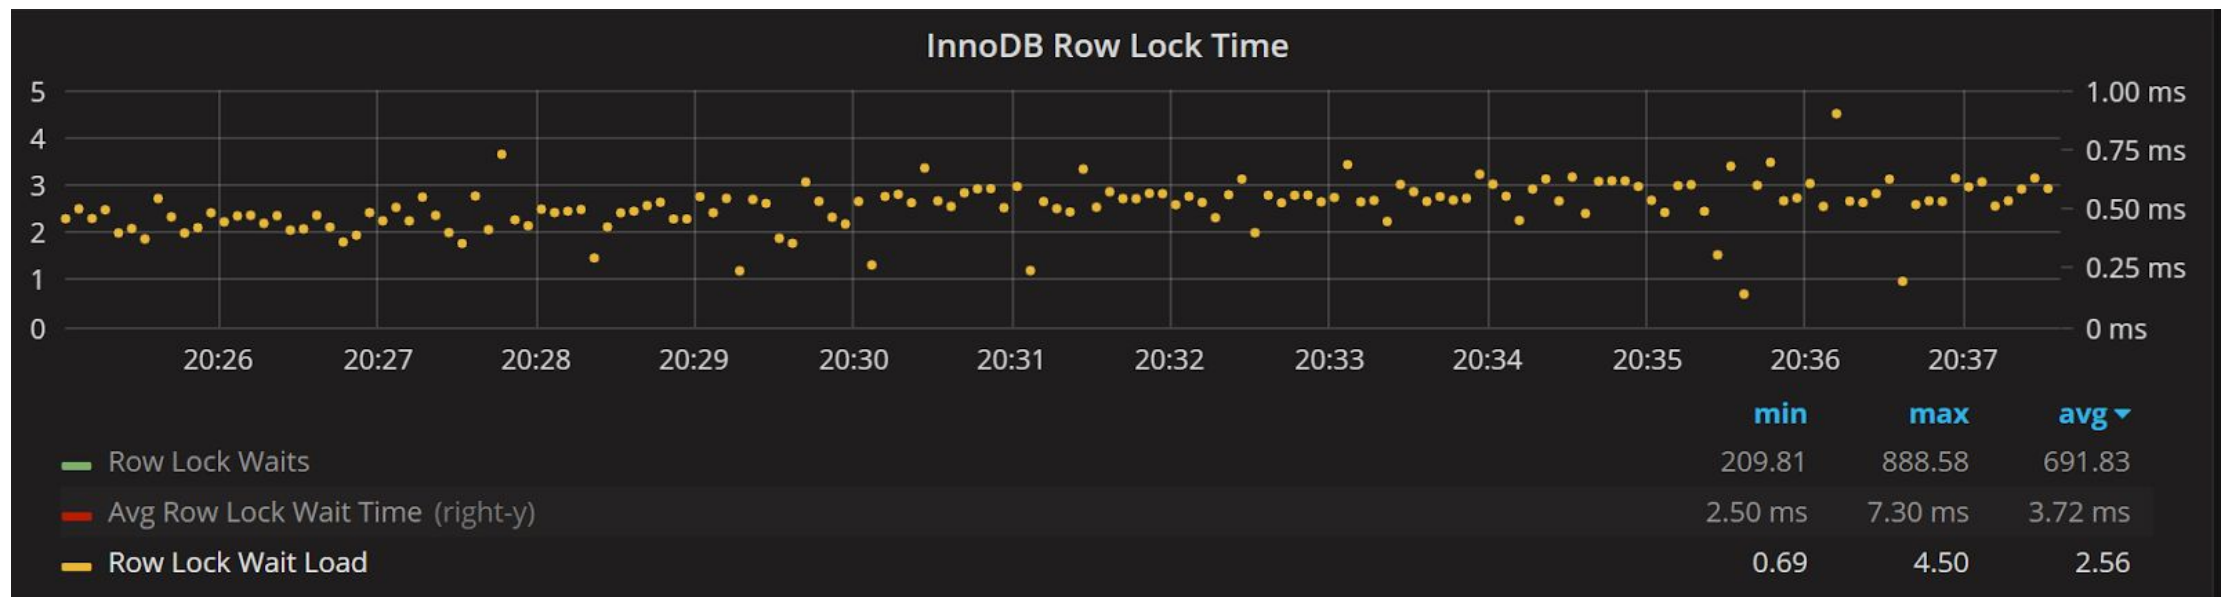 InnoDB Row Lock Time
5 1.00 ms
4 0.75 ms
3 0.50 ms
2 0.25 ms
1 0 ms
0
20:26 20:27 20:28 20:29 20:30 20:31 20:32 20:33 20:34 20:35 20:36 20:37
min max avg
Row Lock Waits 209.81 888.58 691.83
Avg Row Lock Wait Time (right-y) 2.50 ms 7.30 ms 3.72 ms
Row Lock Wait Load 0.69 4.50 2.56